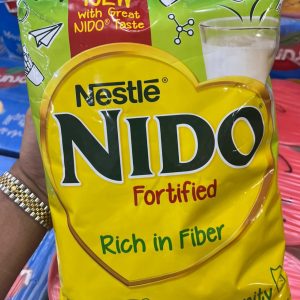 NEW
with Great
NIDO® Taste
Nestlé®
NIDO®
Fortified
Rich in Fiber